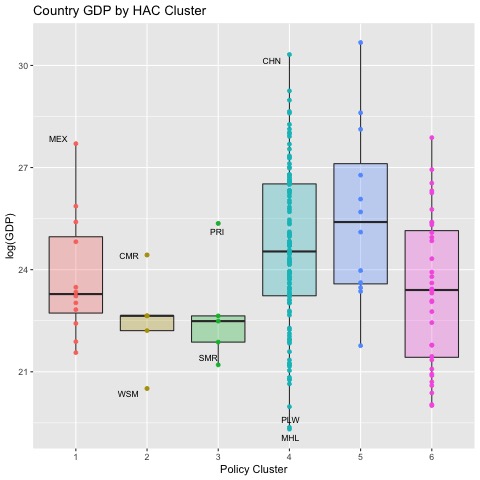 Country GDP by HAC Cluster
30
27
24
21
log(GDP)
MEX
CMR
WSM
PRI
SMR
CHN
PLW
MHL
1 2 3 4 5 6
Policy Cluster